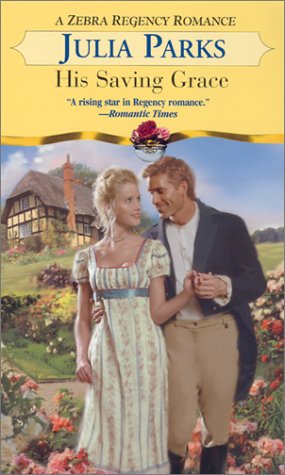 A ZEBRA REGENCY ROMANCE
JULIA PARKS
His Saving Grace
"A rising star in Regency romance."
—Romantic Times